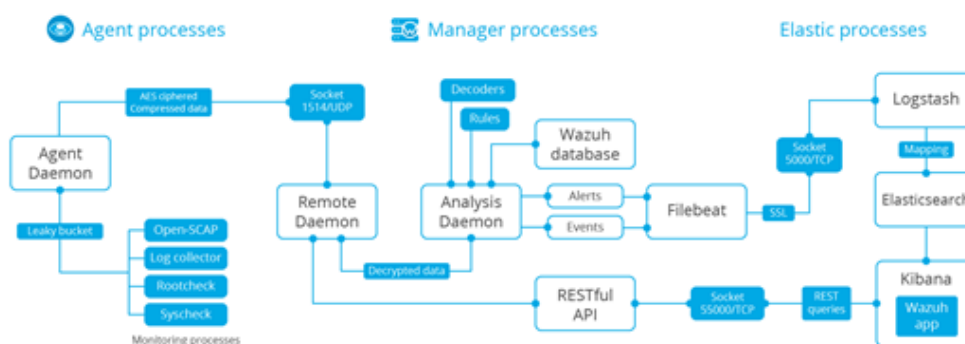 Agent processes
Manager processes
Elastic processes
AES ciphered
Compressed data
Socket
1514/UDP
Decoders
Rules
Logstash
Agent
Daemon
Wazuh
database
Socket
5000/TCP
Mapping
Remote
Daemon
Analysis
Daemon
Alerts
Events
Filebeat
SSL
Elasticsearch
Leaky bucket
Open-SCAP
Log collector
Rootcheck
Syscheck
Decrypted data
RESTful
API
Socket
55000/TCP
REST
queries
Kibana
Wazuh
app
Monitoring processes